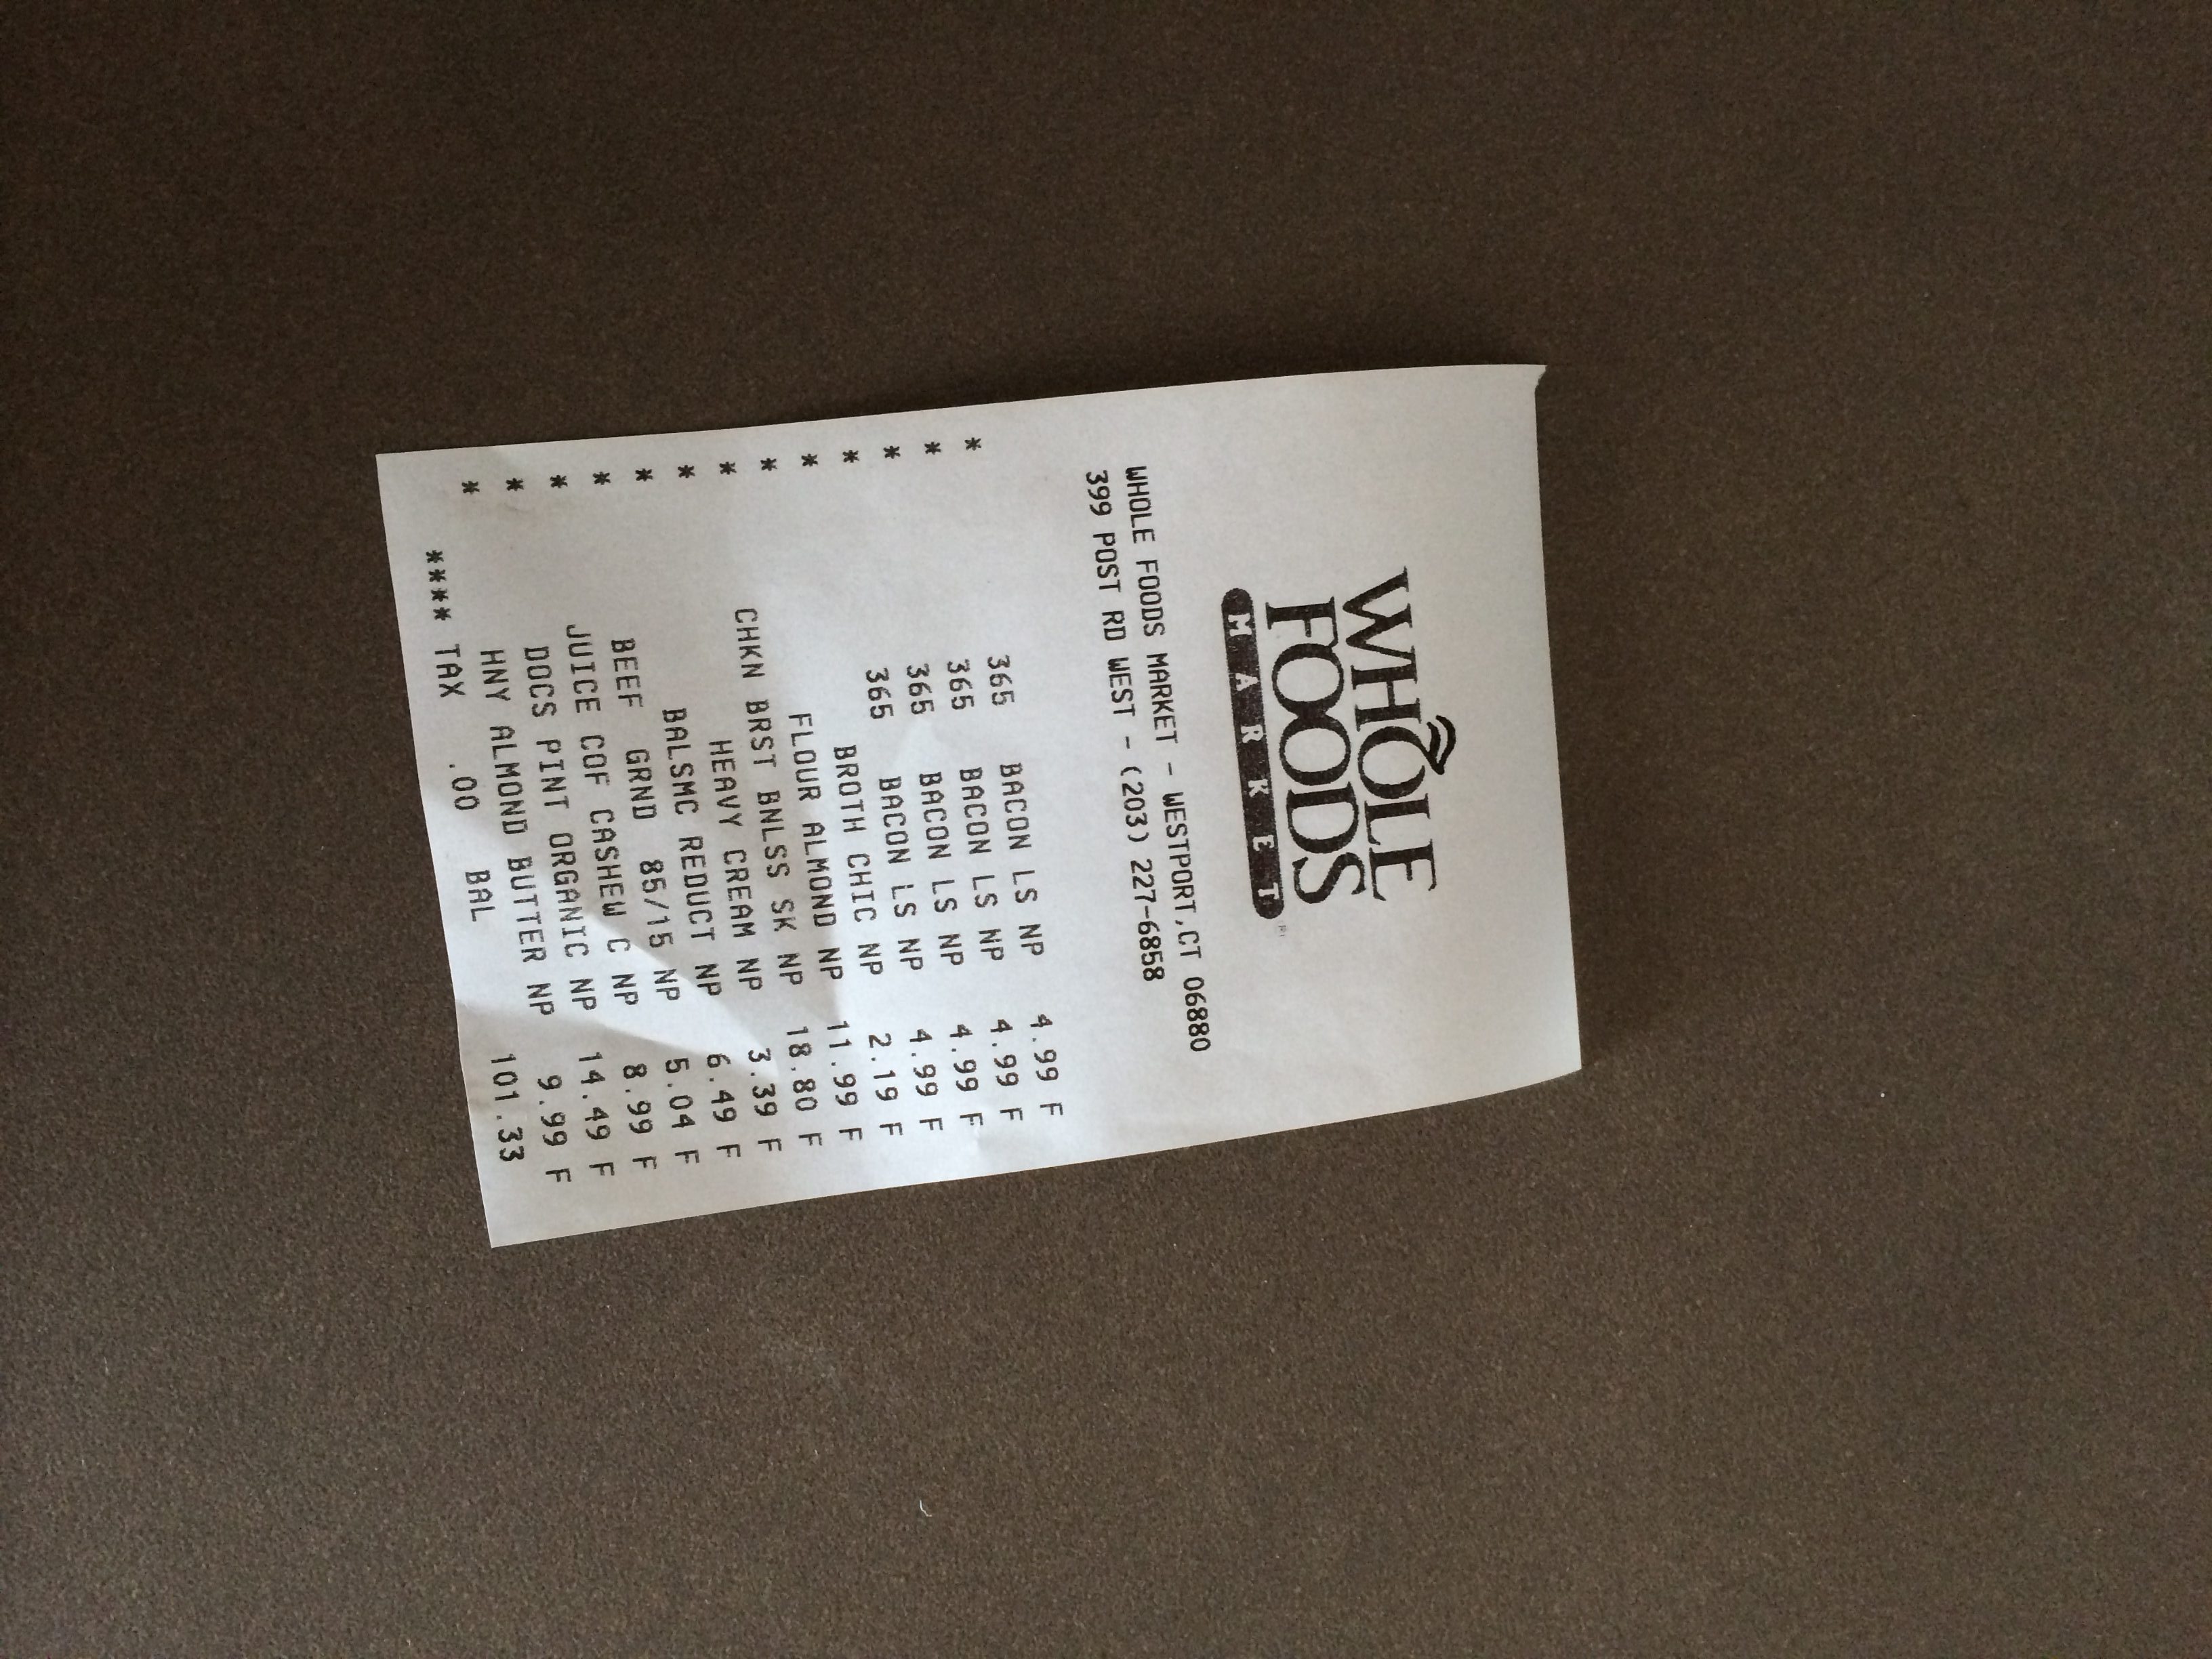 WHOLE
FOODS
MARKET
WHOLE FOODS MARKET - WESTPORT,CT 06880
399 POST RD WEST - (203) 227-6858
365 BACON LS NP 4.99 F
* 365 BACON LS NP 4.99 F
* 365 BACON LS NP 4.99 F
* 365 BACON LS NP 4.99 F
* BROTH CHIC NP 2.19 F
* FLOUR ALMOND NP 11.99 F
* CHKN BRST BNLSS SK NP 18.80 F
* HEAVY CREAM NP 3.39 F
* BALSMC REDUCT NP 6.49 F
* BEEF GRND 85/15 NP 5.04 F
* JUICE COF CASHEW C NP 8.99 F
* DOCS PINT ORGANIC NP 14.49 F
* HNY ALMOND BUTTER NP 9.99 F
* **** TAX .00 BAL 101.33